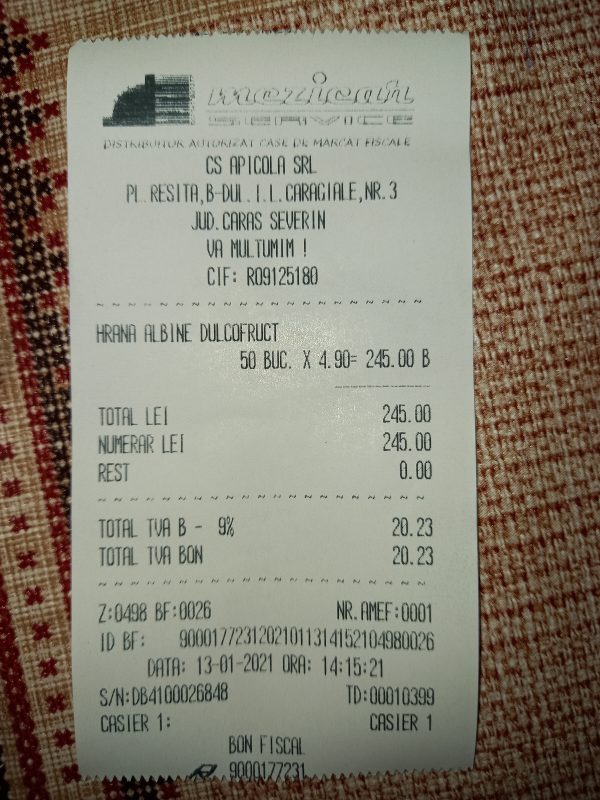 mezican
SERVICE
DISTRIBUITOR AUTORIZAT CASE DE MARCAT FISCALE
CS APICOLA SRL
PL.RESITA,B-DUL.I.L.CARAGIALE,NR.3
JUD.CARAS SEVERIN
VA MULTUMIM !
CIF: RO9125180
HRANA ALBINE DULCOFRUCT
50 BUC. X 4.90= 245.00 B
TOTAL LEI 245.00
NUMERAR LEI 245.00
REST 0.00
TOTAL TVA B - 9% 20.23
TOTAL TVA BON 20.23
Z:0498 BF:0026 NR.AMEF:0001
ID BF: 90001772312021011314152104980026
DATA: 13-01-2021 ORA: 14:15:21
S/N:DB4100026848 TD:00010399
CASIER 1: CASIER 1
BON FISCAL
9000177231